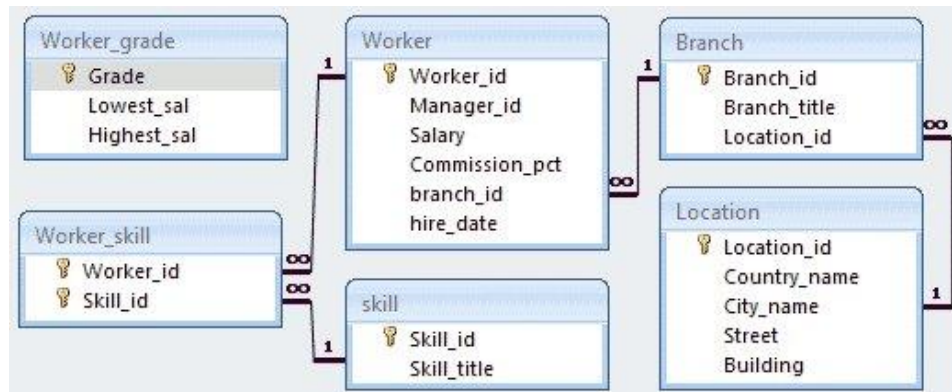 Worker_grade
Grade
Lowest_sal
Highest_sal
Worker
Worker_id
Manager_id
Salary
Commission_pct
branch_id
hire_date
Branch
Branch_id
Branch_title
Location_id
Worker_skill
Worker_id
Skill_id
skill
Skill_id
Skill_title
Location
Location_id
Country_name
City_name
Street
Building
1
∞
1
∞
1
∞
∞
1